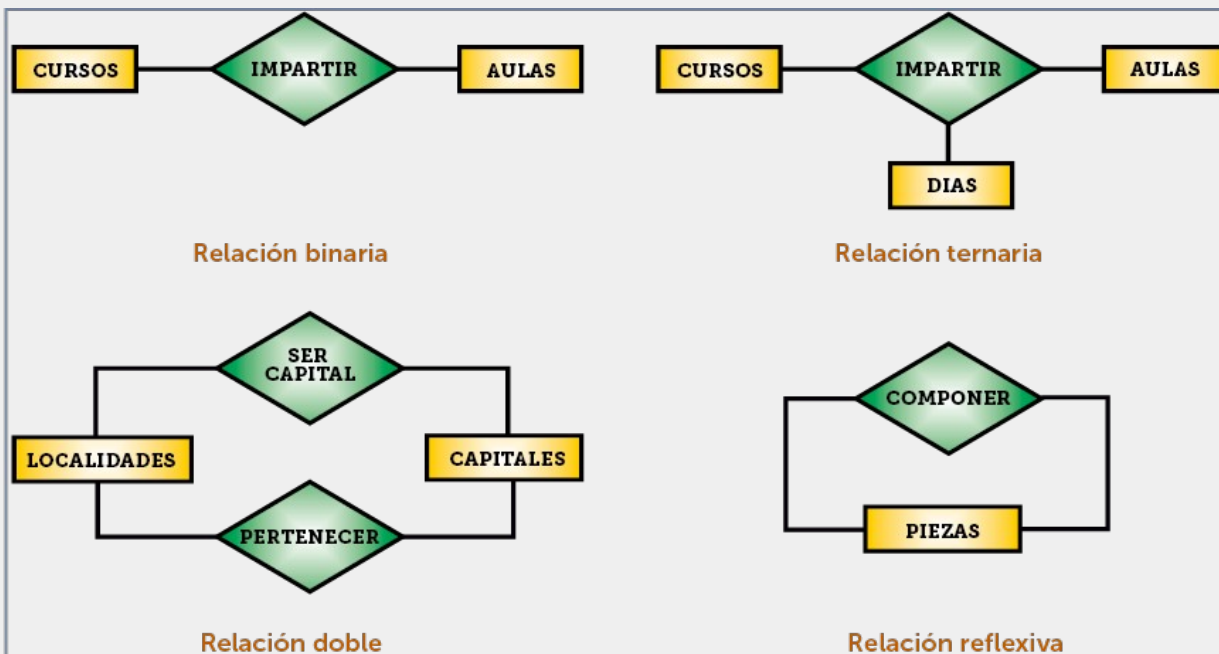 CURSOS
IMPARTIR
AULAS
Relación binaria
CURSOS
IMPARTIR
AULAS
DIAS
Relación ternaria
SER
CAPITAL
LOCALIDADES
CAPITALES
PERTENECER
Relación doble
COMPONER
PIEZAS
Relación reflexiva